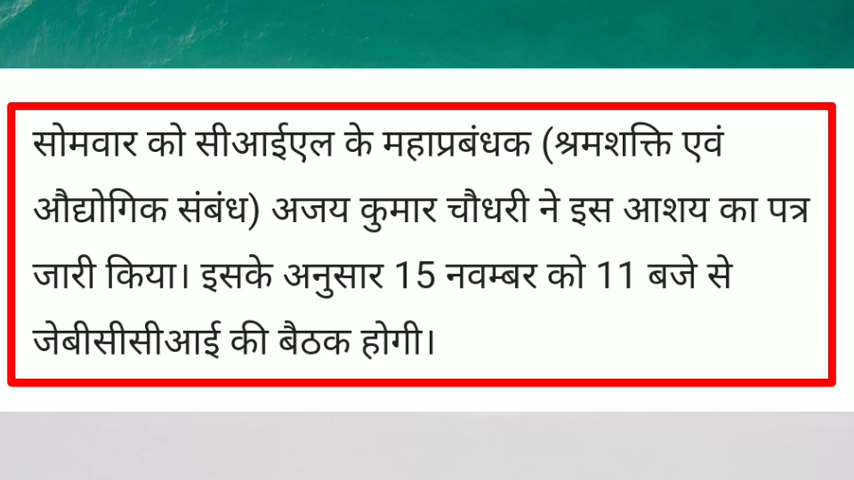 सोमवार को सीआईएल के महाप्रबंधक (श्रमशक्ति एवं
औद्योगिक संबंध) अजय कुमार चौधरी ने इस आशय का पत्र
जारी किया। इसके अनुसार 15 नवम्बर को 11 बजे से
जेबीसीसीआई की बैठक होगी।